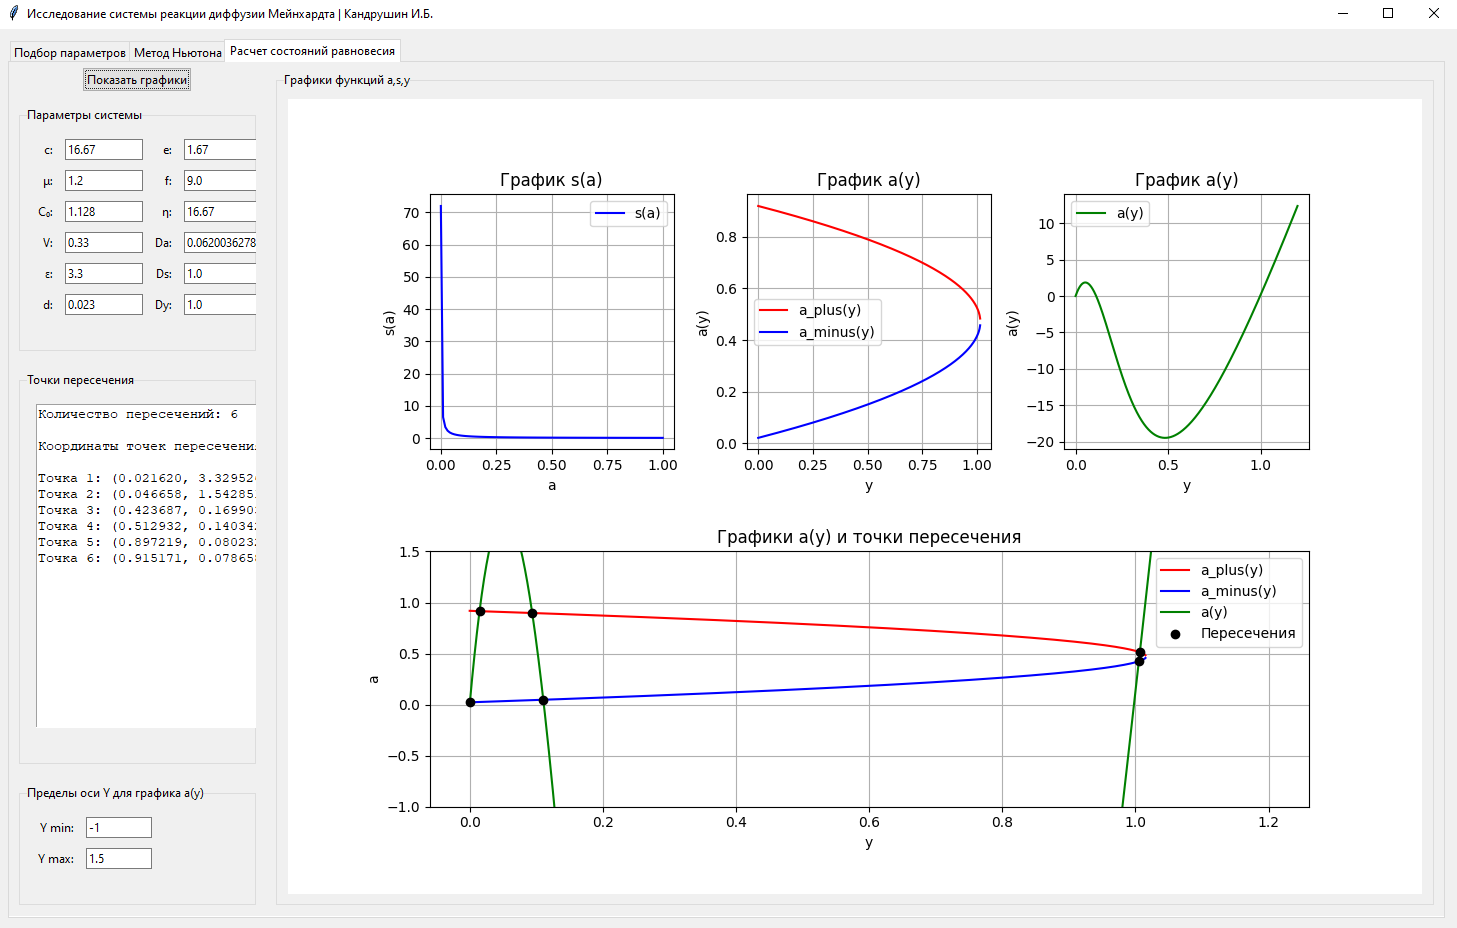 Исследование системы реакции диффузии Мейнхардта | Кандрушин И.Б.
Подбор параметров Метод Ньютона Расчет состояний равновесия
Показать графики
Параметры системы
c: 16.67 e: 1.67
μ: 1.2 f: 9.0
C₀: 1.128 η: 16.67
V: 0.33 Da: 0.0620036278
ε: 3.3 Ds: 1.0
d: 0.023 Dy: 1.0
Точки пересечения
Количество пересечений: 6
Координаты точек пересечени
Точка 1: (0.021620, 3.32952
Точка 2: (0.046658, 1.54285
Точка 3: (0.423687, 0.16990
Точка 4: (0.512932, 0.14034
Точка 5: (0.897219, 0.08023
Точка 6: (0.915171, 0.07865
Пределы оси Y для графика a(y)
Y min: -1
Y max: 1.5
Графики функций a,s,y
График s(a)
s(a)
70
60
50
40
30
20
10
0
s(a)
0.00 0.25 0.50 0.75 1.00
a
График a(y)
a_plus(y)
a_minus(y)
0.8
0.6
0.4
0.2
0.0
a(y)
0.00 0.25 0.50 0.75 1.00
y
График a(y)
a(y)
10
5
0
−5
−10
−15
−20
a(y)
0.0 0.5 1.0
y
Графики a(y) и точки пересечения
a_plus(y)
a_minus(y)
a(y)
Пересечения
1.5
1.0
0.5
0.0
−0.5
−1.0
a
0.0 0.2 0.4 0.6 0.8 1.0 1.2
y